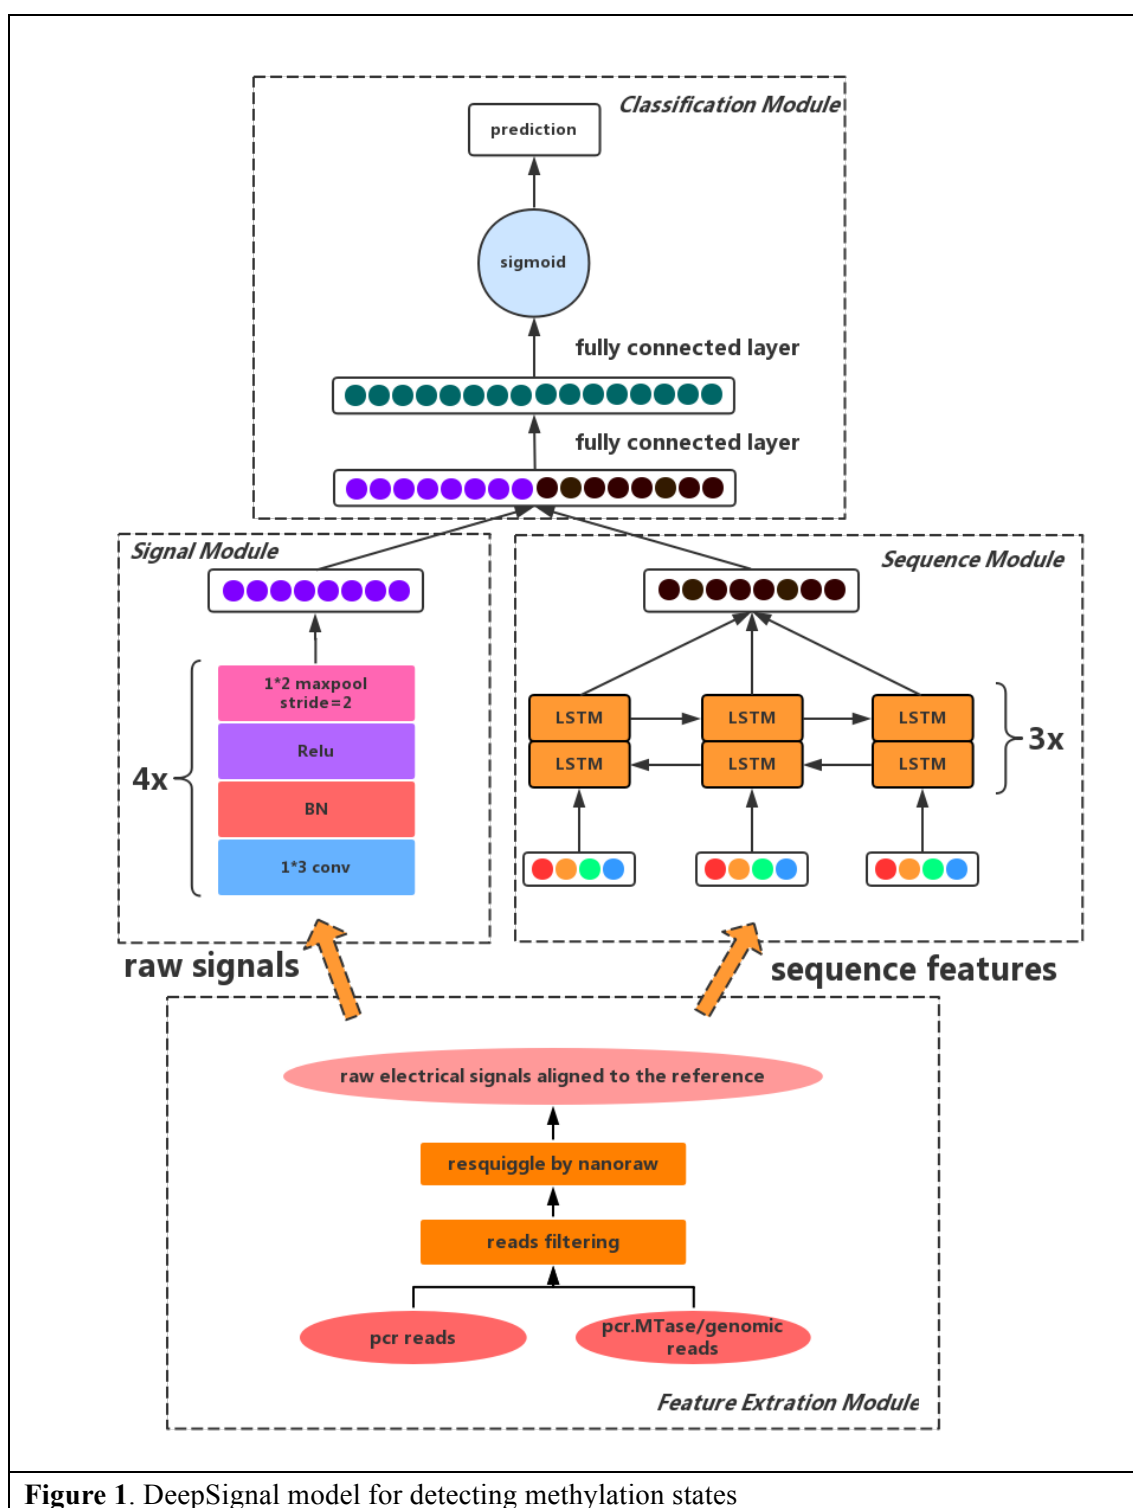 Classification Module
prediction
sigmoid
fully connected layer
fully connected layer
Signal Module
Sequence Module
1*2 maxpool
stride=2
Relu
BN
1*3 conv
4x
LSTM
LSTM
LSTM
LSTM
LSTM
LSTM
3x
raw signals
sequence features
raw electrical signals aligned to the reference
resquiggle by nanoraw
reads filtering
pcr reads
pcr.MTase/genomic
reads
Feature Extration Module
Figure 1. DeepSignal model for detecting methylation states